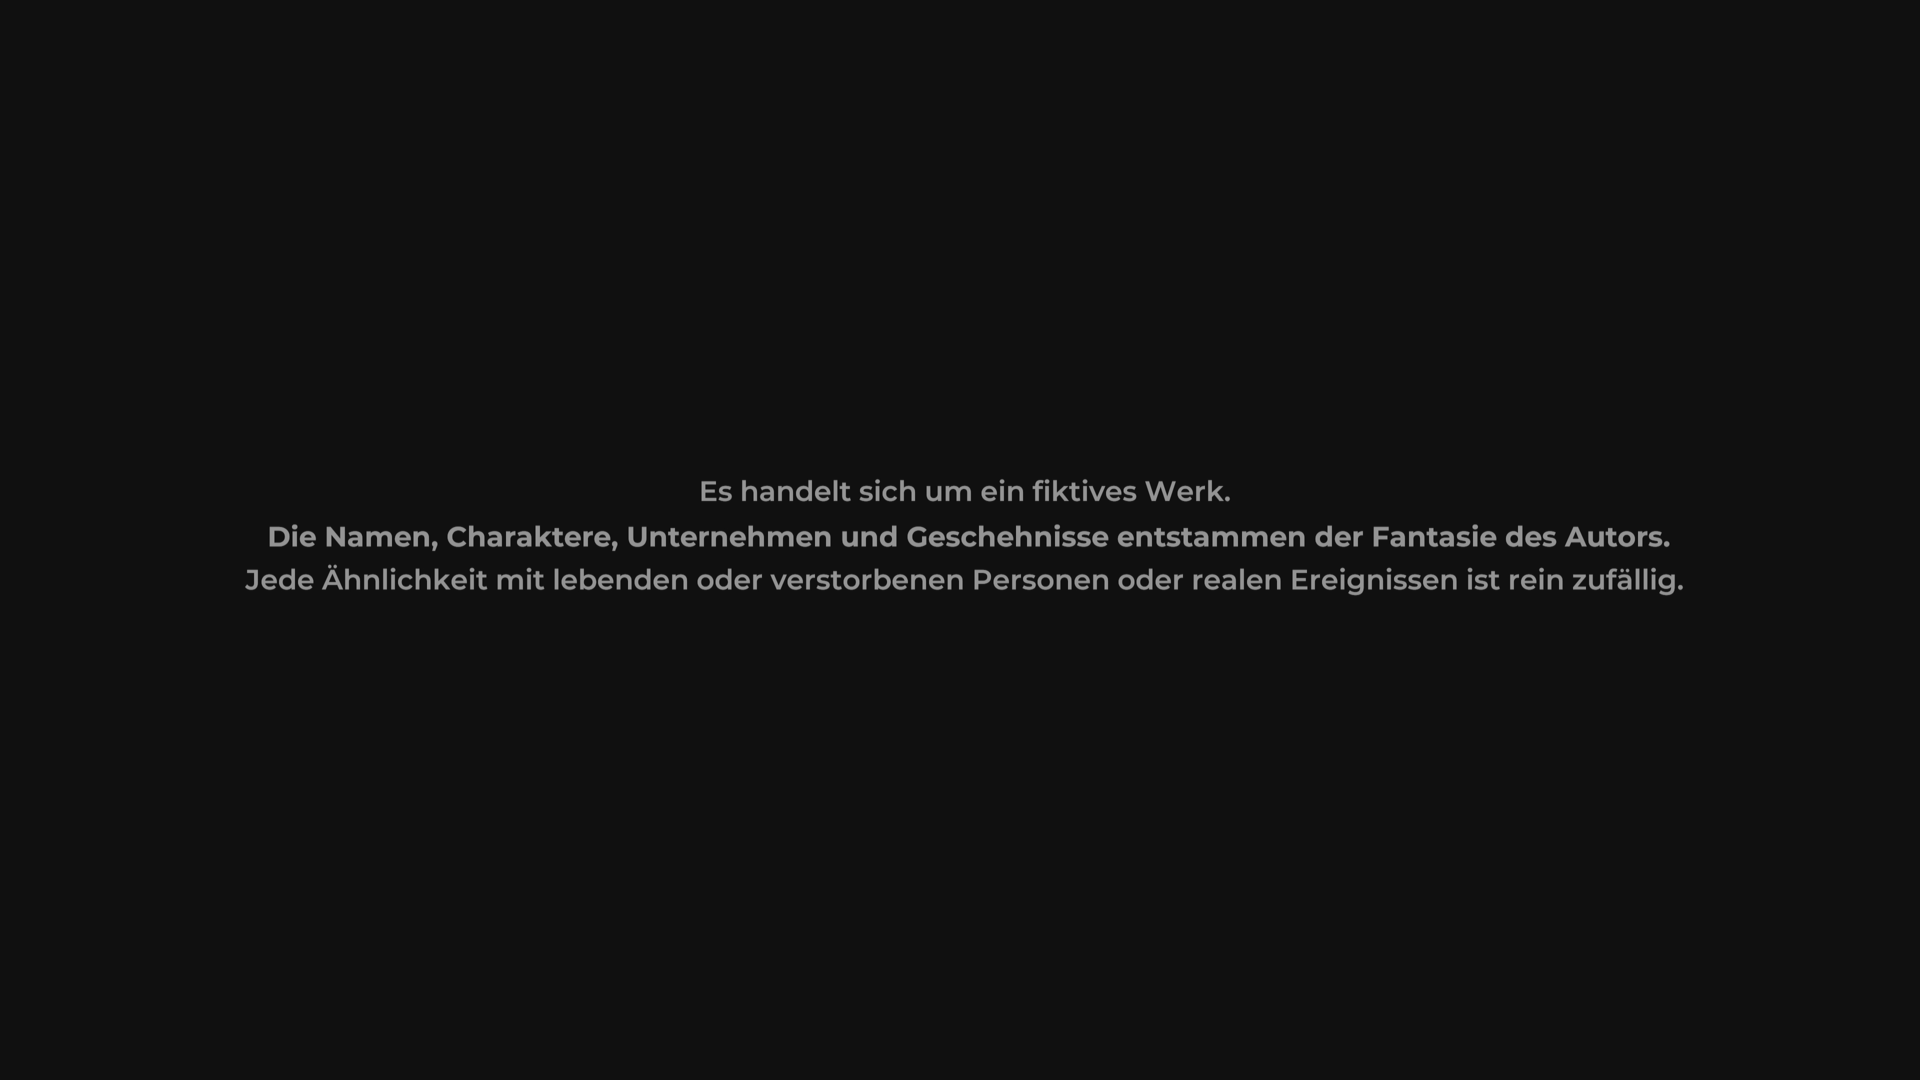 Es handelt sich um ein fiktives Werk.
Die Namen, Charaktere, Unternehmen und Geschehnisse entstammen der Fantasie des Autors.
Jede Ähnlichkeit mit lebenden oder verstorbenen Personen oder realen Ereignissen ist rein zufällig.